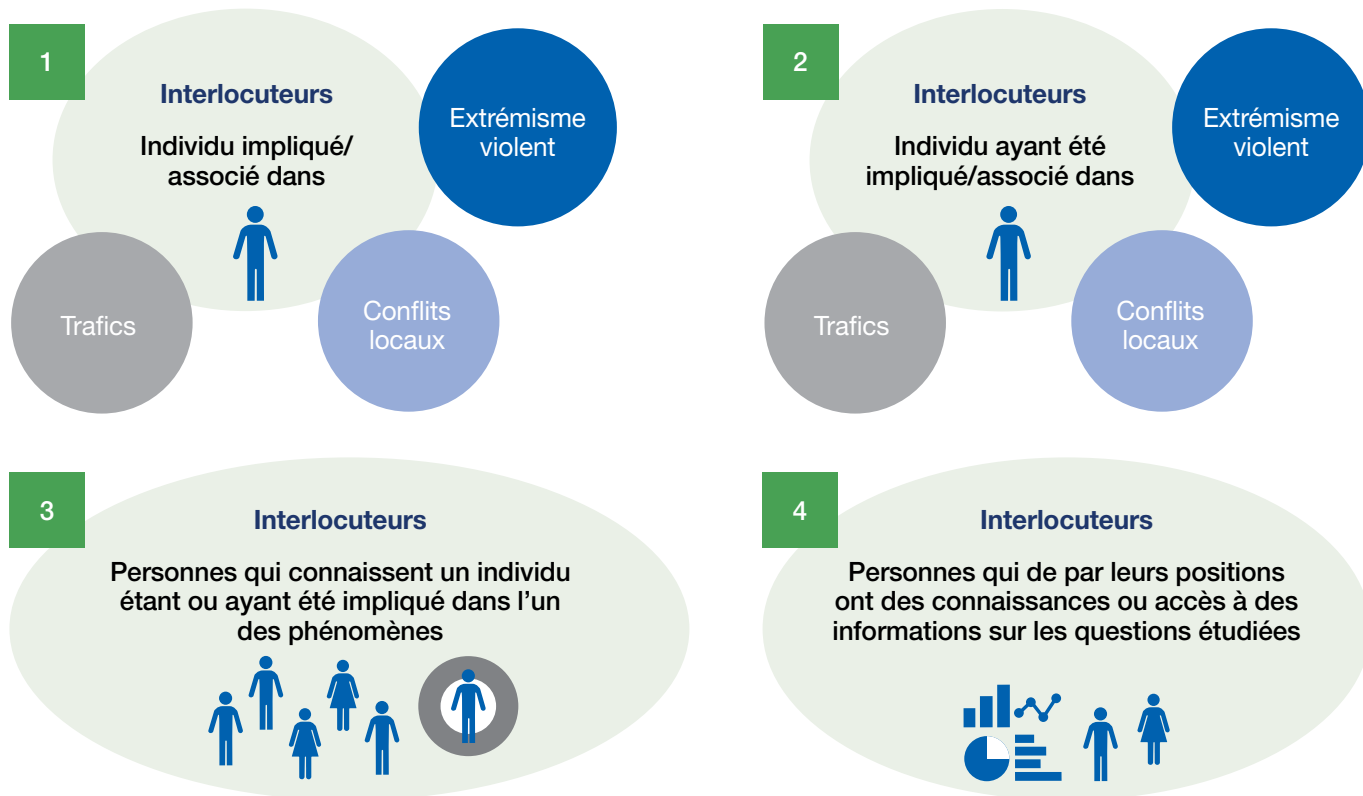 1
Interlocuteurs
Individu impliqué/
associé dans
Extrémisme
violent
Trafics
Conflits
locaux
2
Interlocuteurs
Individu ayant été
impliqué/associé dans
Extrémisme
violent
Trafics
Conflits
locaux
3
Interlocuteurs
Personnes qui connaissent un individu
étant ou ayant été impliqué dans l’un
des phénomènes
4
Interlocuteurs
Personnes qui de par leurs positions
ont des connaissances ou accès à des
informations sur les questions étudiées